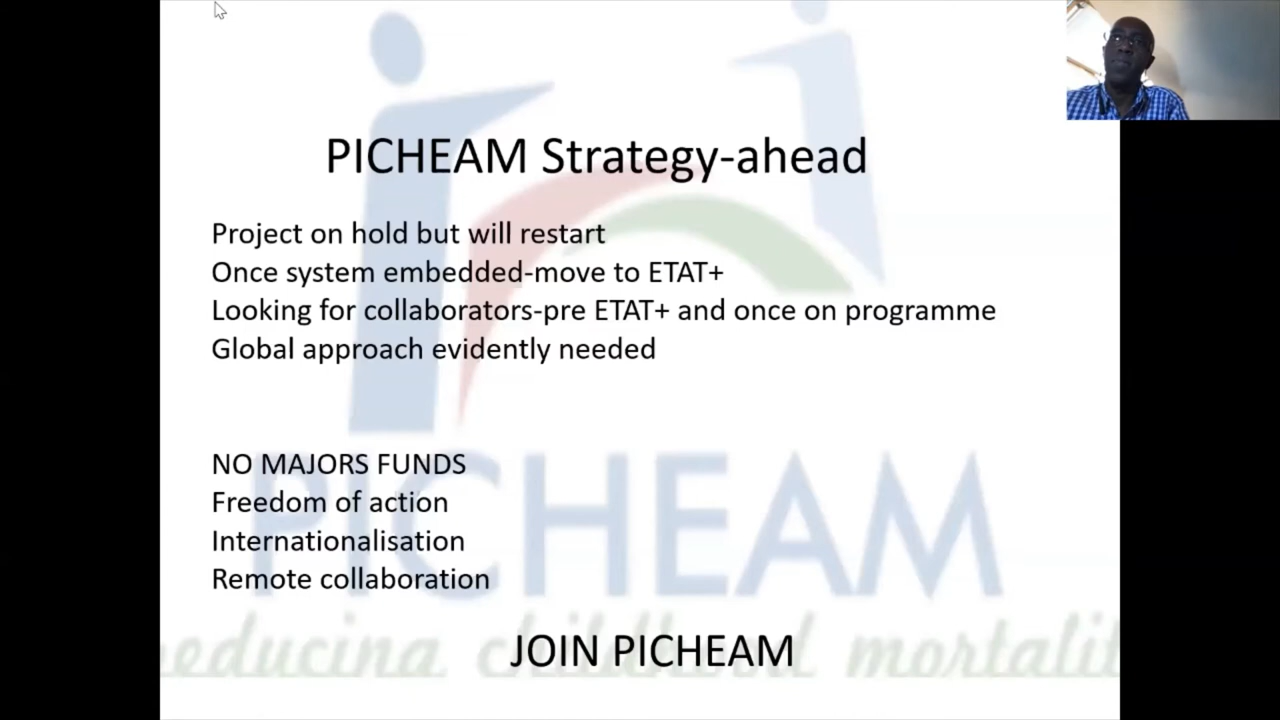 PICHEAM Strategy-ahead
Project on hold but will restart
Once system embedded-move to ETAT+
Looking for collaborators-pre ETAT+ and once on programme
Global approach evidently needed
NO MAJORS FUNDS
Freedom of action
Internationalisation
Remote collaboration
PICHEAM
reducing childhood mortalit
JOIN PICHEAM